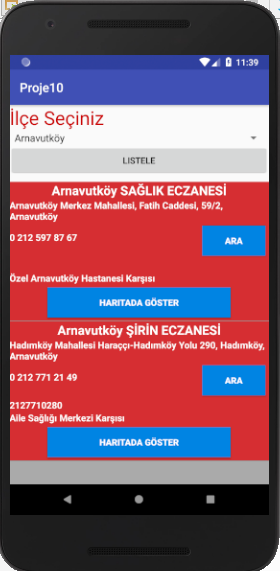 11:39
Proje10
İlçe Seçiniz
Arnavutköy
LISTELE
Arnavutköy SAĞLIK ECZANESİ
Arnavutköy Merkez Mahallesi, Fatih Caddesi, 59/2,
Arnavutköy
0 212 597 87 67
ARA
Özel Arnavutköy Hastanesi Karşısı
HARITADA GÖSTER
Arnavutköy ŞİRİN ECZANESİ
Hadımköy Mahallesi Haraççı-Hadımköy Yolu 290, Hadımköy,
Arnavutköy
0 212 771 21 49
ARA
2127710280
Aile Sağlığı Merkezi Karşısı
HARITADA GÖSTER